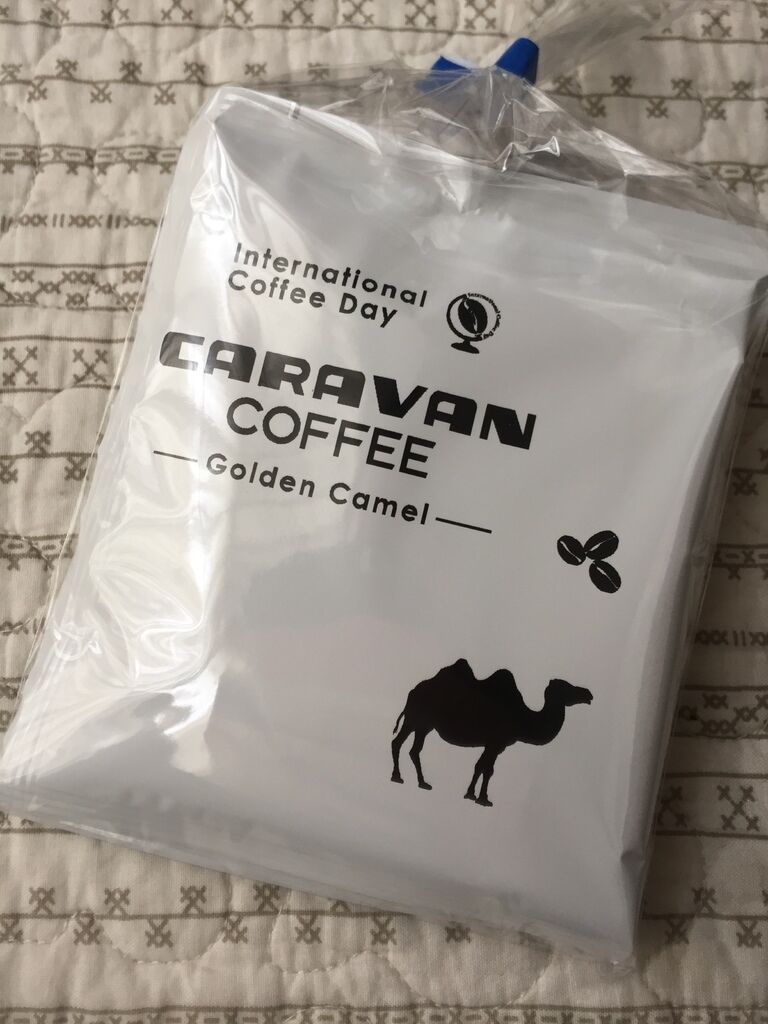 International
Coffee Day
CARAVAN
COFFEE
Golden Camel